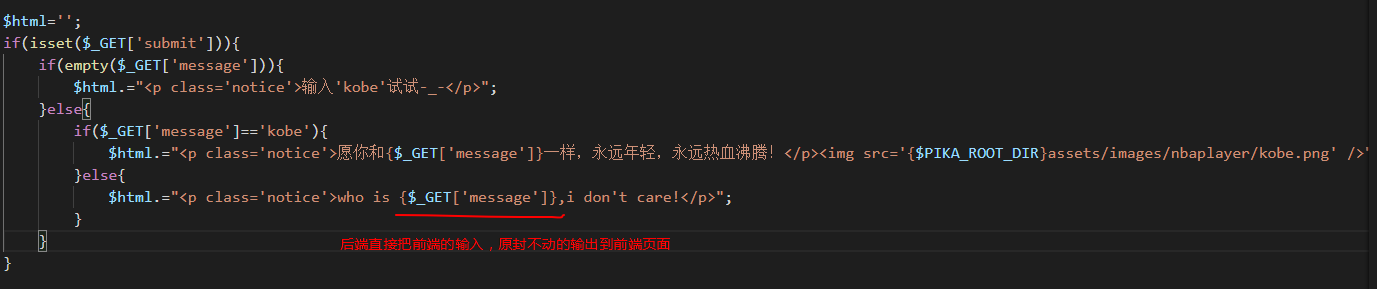 $html='';
if(isset($_GET['submit'])){
    if(empty($_GET['message'])){
        $html.="<p class='notice'>输入'kobe'试试-_-</p>";
    }else{
        if($_GET['message']=='kobe'){
            $html.="<p class='notice'>愿你和{$_GET['message']}一样，永远年轻，永远热血沸腾！</p><img src='{$PIKA_ROOT_DIR}assets/images/nbaplayer/kobe.png' />"
        }else{
            $html.="<p class='notice'>who is {$_GET['message']},i don't care!</p>";
        }
    }
后端直接把前端的输入，原封不动的输出到前端页面
}